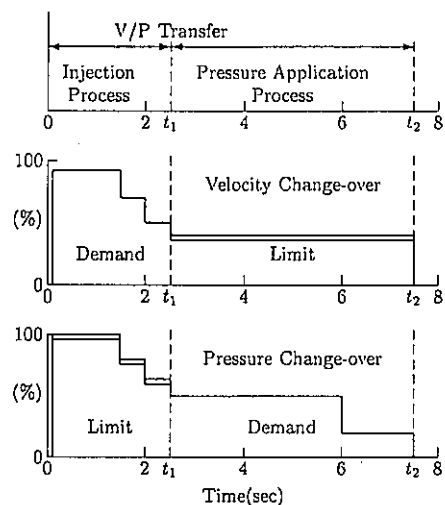 V/P Transfer
Injection Process
Pressure Application Process
0 2 t1 4 6 t2 8
100
Velocity Change-over
(%)
Demand
Limit
0
0 2 t1 4 6 t2 8
100
Pressure Change-over
(%)
Limit
Demand
0
0 2 t1 4 6 t2 8
Time(sec)